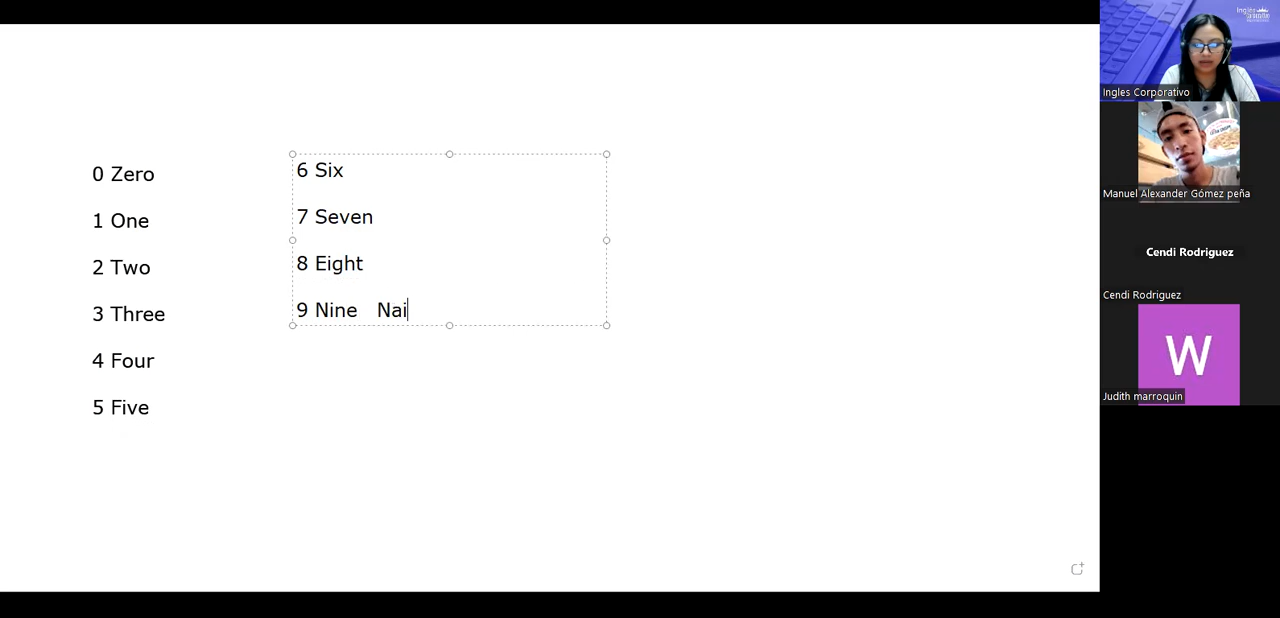 0 Zero
1 One
2 Two
3 Three
4 Four
5 Five
6 Six
7 Seven
8 Eight
9 Nine Nai
Ingles Corporativo
Manuel Alexander Gómez peña
Cendi Rodriguez
Cendi Rodriguez
W
Judith marroquin